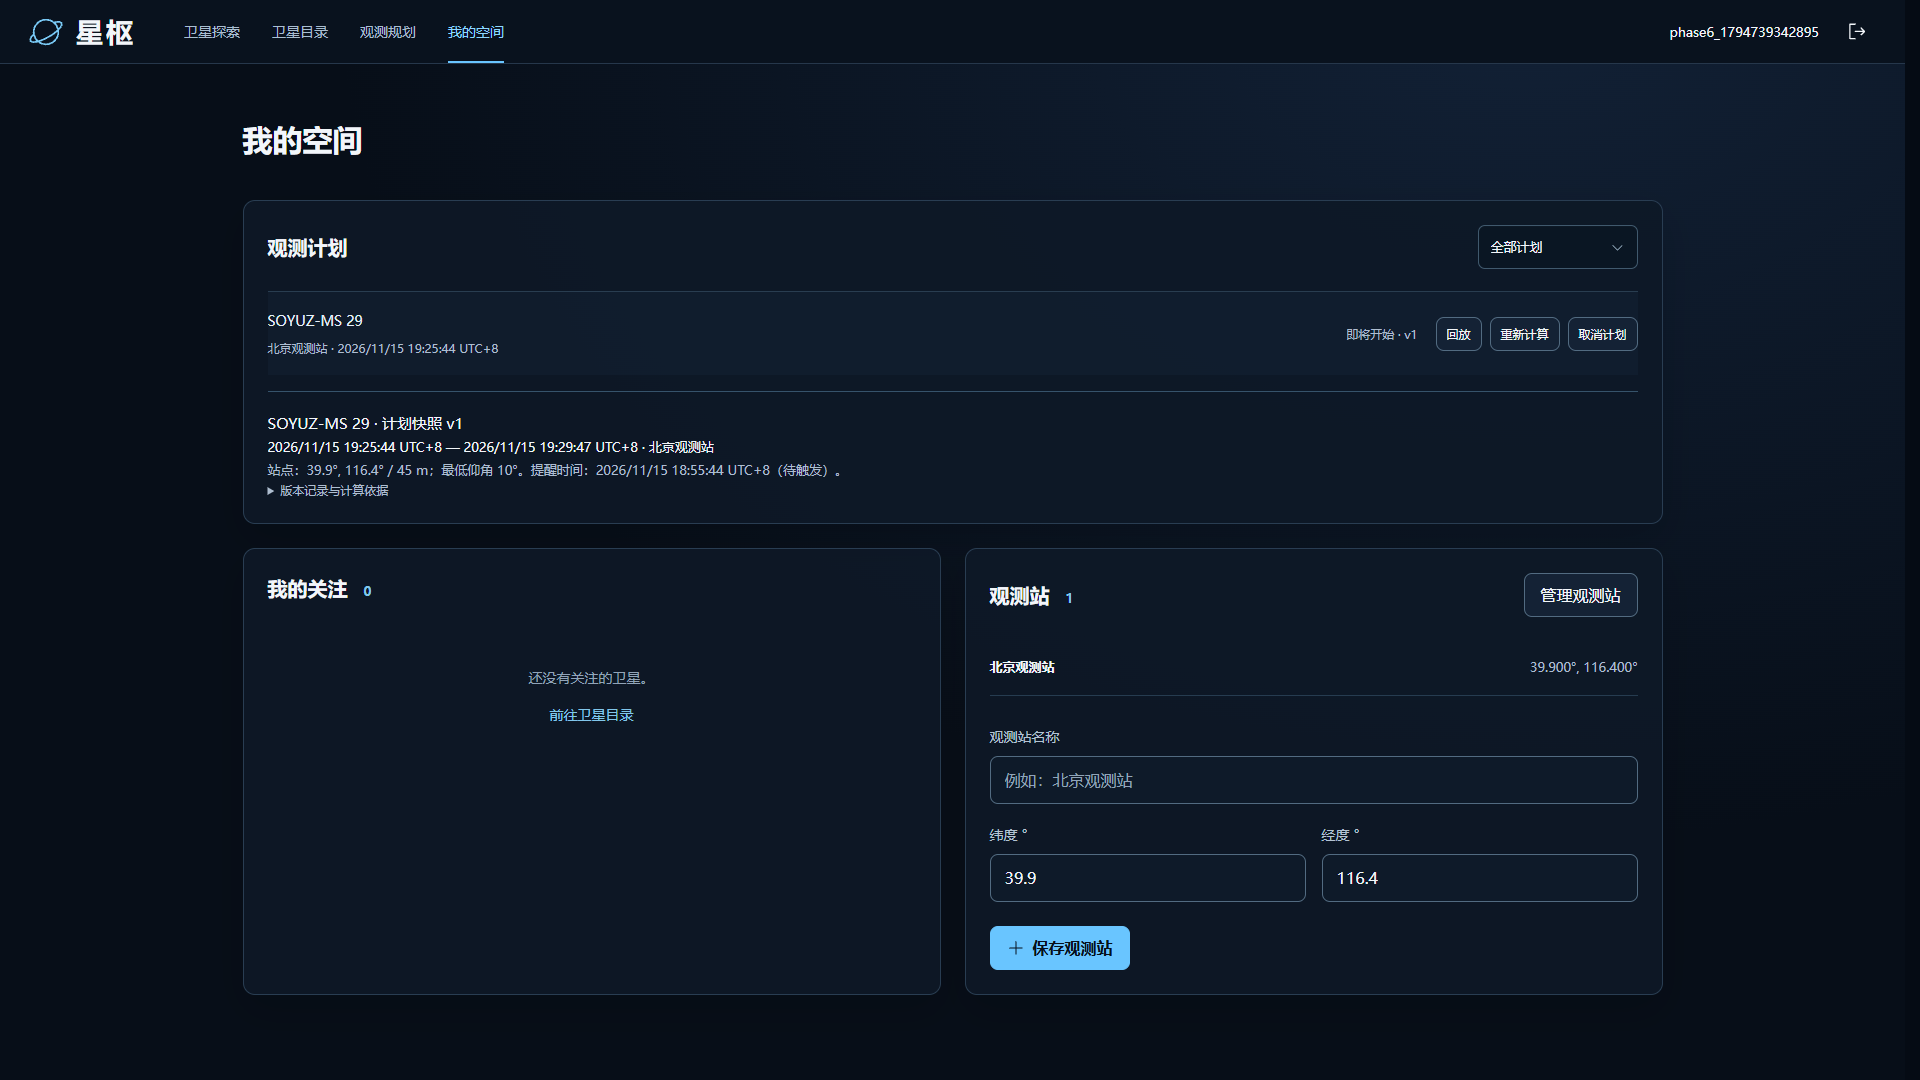 星枢
卫星探索 卫星目录 观测规划 我的空间
phase6_1794739342895
我的空间
观测计划
全部计划
SOYUZ-MS 29
北京观测站 · 2026/11/15 19:25:44 UTC+8
即将开始 · v1
回放 重新计算 取消计划
SOYUZ-MS 29 · 计划快照 v1
2026/11/15 19:25:44 UTC+8 — 2026/11/15 19:29:47 UTC+8 · 北京观测站
站点：39.9°, 116.4° / 45 m；最低仰角 10°。提醒时间：2026/11/15 18:55:44 UTC+8（待触发）。
版本记录与计算依据
我的关注 0
还没有关注的卫星。
前往卫星目录
观测站 1
管理观测站
北京观测站 39.900°, 116.400°
观测站名称
例如：北京观测站
纬度 ° 经度 °
39.9 116.4
保存观测站